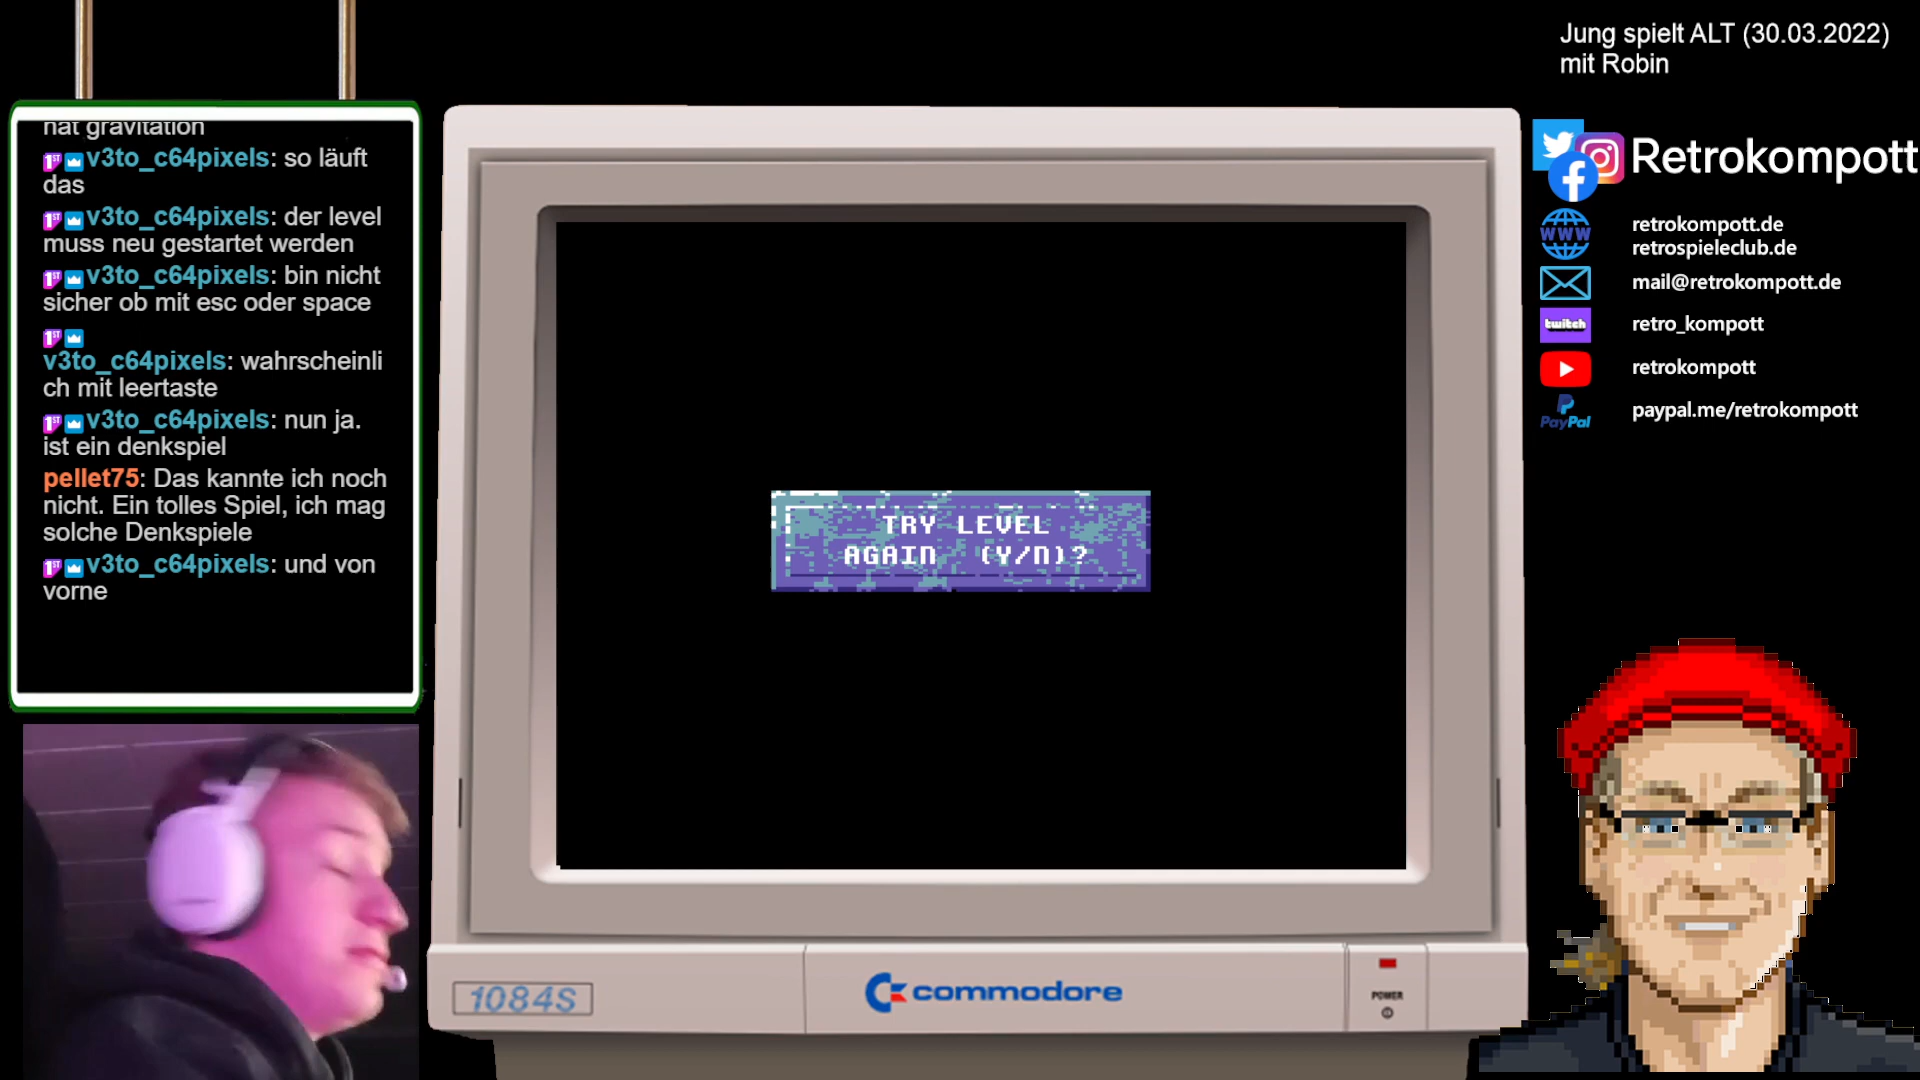 Jung spielt ALT (30.03.2022)
mit Robin
hat gravitation
v3to_c64pixels: so läuft
das
v3to_c64pixels: der level
muss neu gestartet werden
v3to_c64pixels: bin nicht
sicher ob mit esc oder space
v3to_c64pixels: wahrscheinli
ch mit leertaste
v3to_c64pixels: nun ja.
ist ein denkspiel
pellet75: Das kannte ich noch
nicht. Ein tolles Spiel, ich mag
solche Denkspiele
v3to_c64pixels: und von
vorne
TRY LEVEL
AGAIN (Y/N)?
Retrokompott
WWW
retrokompott.de
retrospieleclub.de
mail@retrokompott.de
twitch
retro_kompott
retrokompott
PayPal
paypal.me/retrokompott
1084S
commodore
POWER